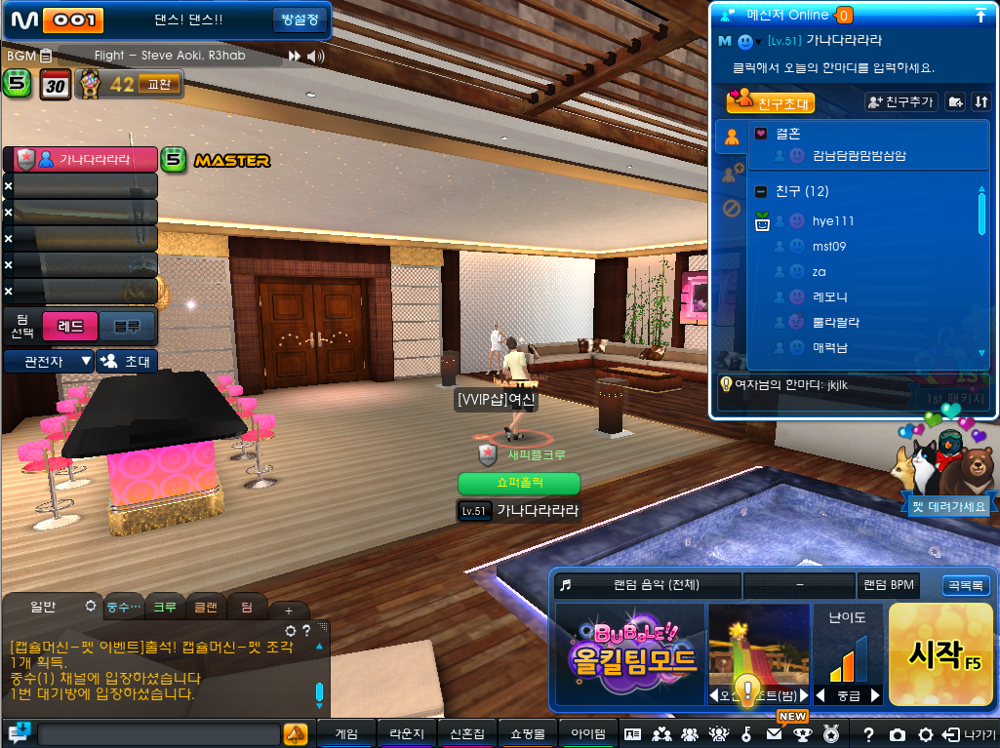 M 001 댄스! 댄스!! 방설정
BGM Flight - Steve Aoki, R3hab
5 30 42 교환
가나다라라라 5 MASTER
팀 선택 레드 블루
관전자 초대
메신저 Online 0
M [Lv.51] 가나다라라라
클릭해서 오늘의 한마디를 입력하세요.
친구초대 친구추가
결혼
감남담람맘밤삼암
친구 (12)
hye111
mst09
za
레모니
룰라랄라
매력남
여자님의 한마디: jkjlk
1st 패키지
펫 데려가세요
[VVIP샵]여신
새피플크루
쇼퍼홀릭
Lv.51 가나다라라라
일반 중수… 크루 클랜 팀 +
[캡슐머신-펫 이벤트]출석! 캡슐머신-펫 조각
1개 획득.
중수(1) 채널에 입장하셨습니다
1번 대기방에 입장하셨습니다.
랜덤 음악 (전체) - 랜덤 BPM 곡목록
BUBBLE!!
올킬팀모드
난이도
중급
시작 F5
NEW
게임 라운지 신혼집 쇼핑몰 아이템 나가기